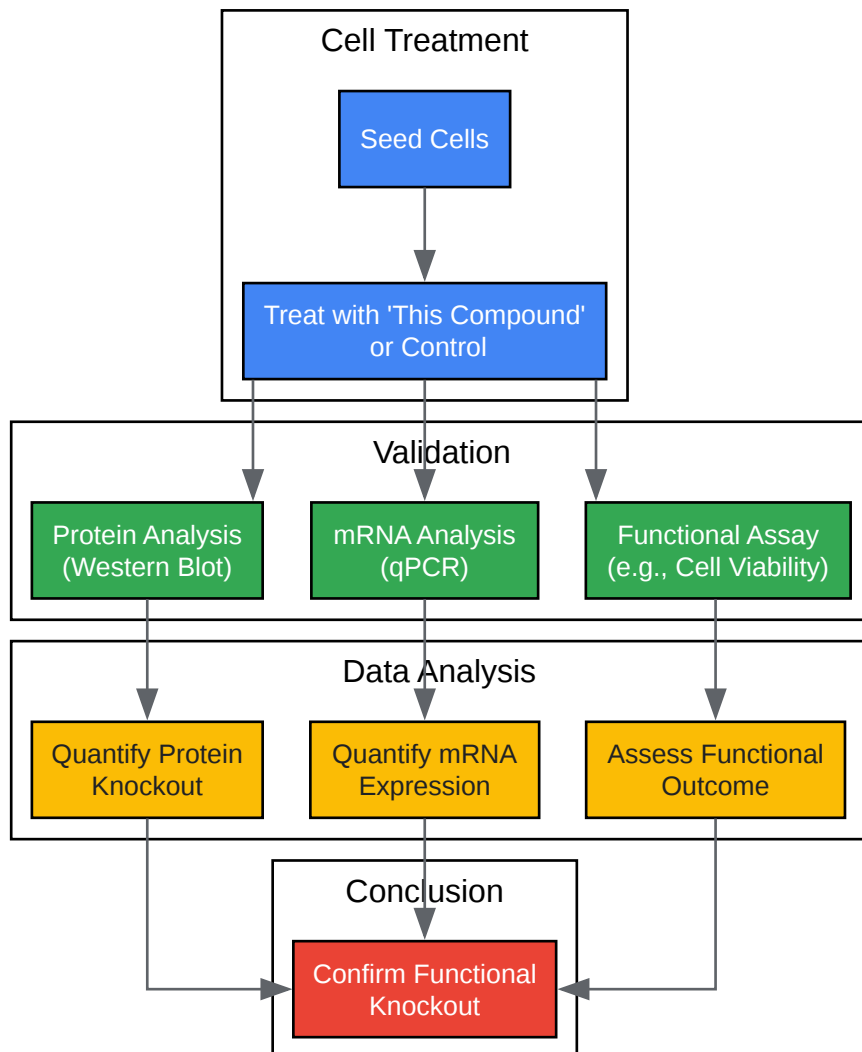 Cell Treatment
Seed Cells
Treat with 'This Compound'
or Control
Validation
Protein Analysis
(Western Blot)
mRNA Analysis
(qPCR)
Functional Assay
(e.g., Cell Viability)
Data Analysis
Quantify Protein
Knockout
Quantify mRNA
Expression
Assess Functional
Outcome
Conclusion
Confirm Functional
Knockout